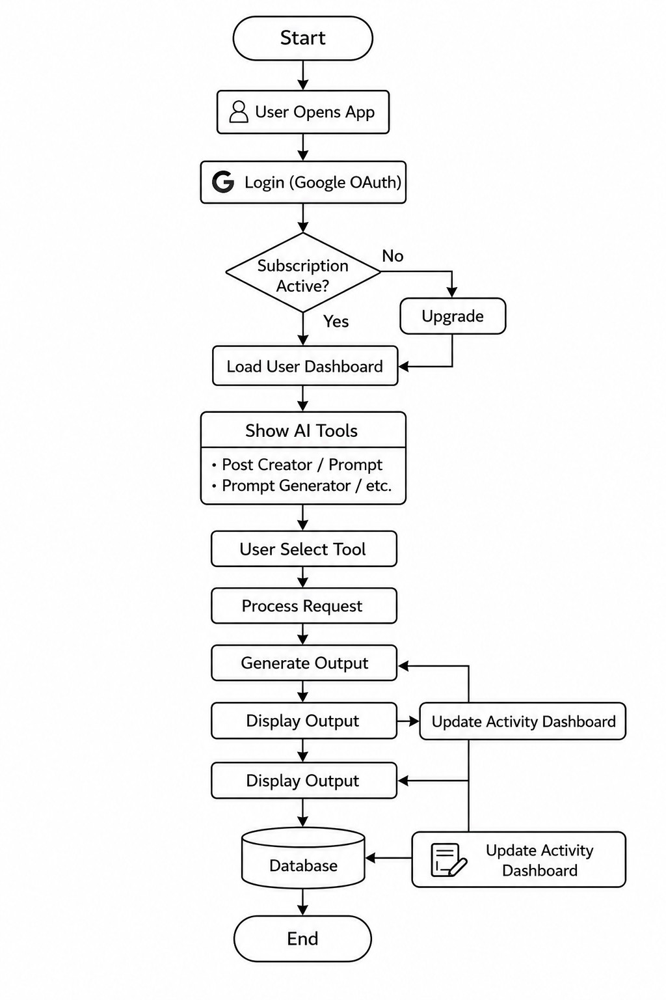 Start
User Opens App
Login (Google OAuth)
Subscription
Active?
No
Yes
Upgrade
Load User Dashboard
Show AI Tools
• Post Creator / Prompt
• Prompt Generator / etc.
User Select Tool
Process Request
Generate Output
Display Output
Update Activity Dashboard
Display Output
Database
Update Activity
Dashboard
End